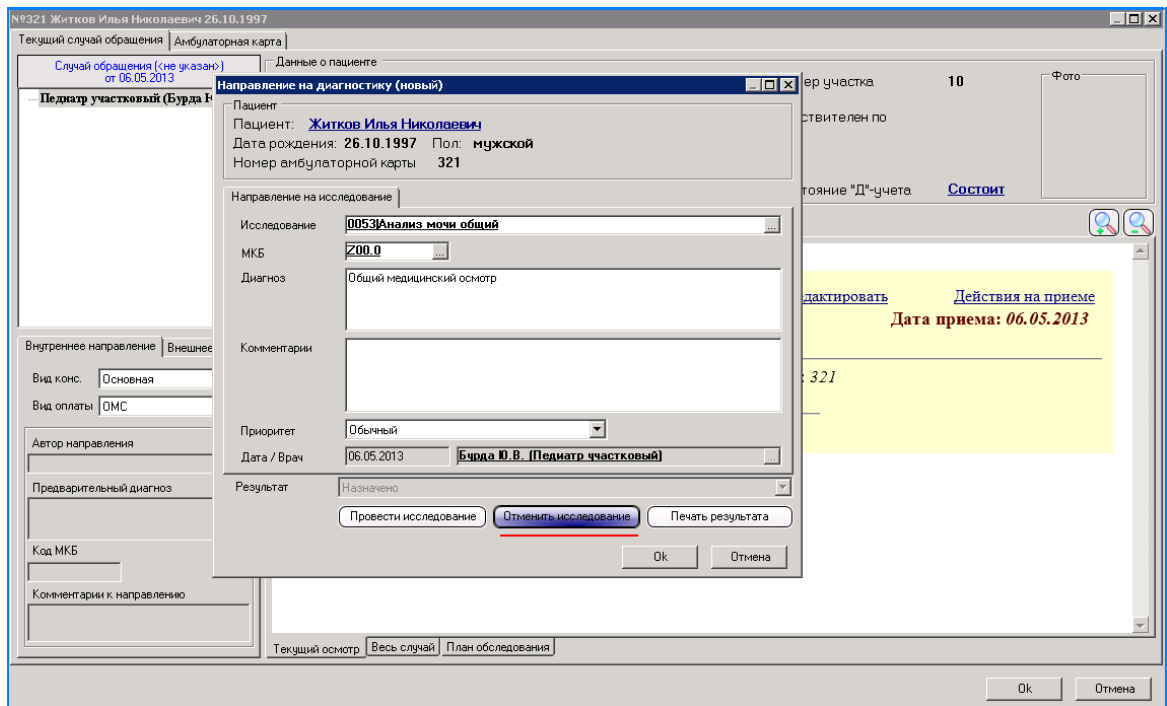 №321 Житков Илья Николаевич 26.10.1997
Текущий случай обращения
Амбулаторная карта
Случай обращения (<не указан>)
от 06.05.2013
Педиатр участковый (Бурда
Внутреннее направление
Внешнее
Вид конс.
Основная
Вид оплаты
ОМС
Автор направления
Предварительный диагноз
Код МКБ
Комментарии к направлению
Данные о пациенте
ер участка
10
Фото
ствителен по
тояние "Д"-учета
Состоит
Направление на диагностику (новый)
Пациент
Пациент: Житков Илья Николаевич
Дата рождения: 26.10.1997 Пол: мужской
Номер амбулаторной карты 321
Направление на исследование
Исследование
0053|Анализ мочи общий
...
МКБ
Z00.0
...
Диагноз
Общий медицинский осмотр
Комментарии
Приоритет
Обычный
Дата / Врач
06.05.2013
Бурда Ю.В. (Педиатр участковый)
...
Результат
Назначено
Провести исследование
Отменить исследование
Печать результата
Ok
Отмена
дактировать
Действия на приеме
Дата приема: 06.05.2013
: 321
Текущий осмотр
Весь случай
План обследования
Ok
Отмена